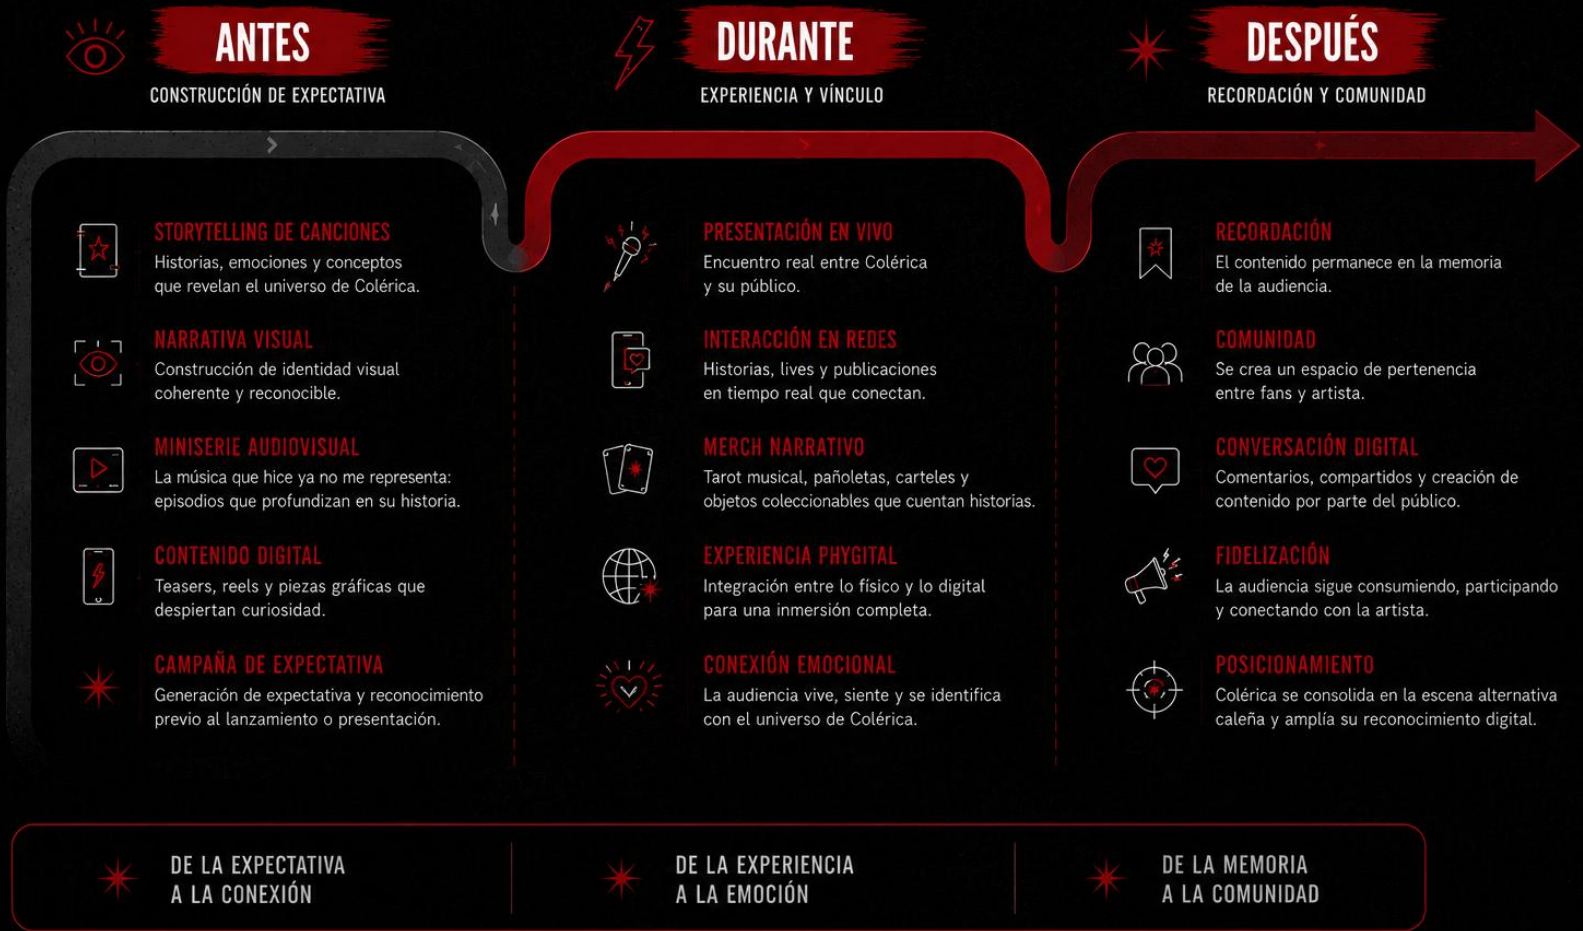 ANTES
CONSTRUCCIÓN DE EXPECTATIVA
STORYTELLING DE CANCIONES
Historias, emociones y conceptos
que revelan el universo de Colérica.
NARRATIVA VISUAL
Construcción de identidad visual
coherente y reconocible.
MINISERIE AUDIOVISUAL
La música que hice ya no me representa:
episodios que profundizan en su historia.
CONTENIDO DIGITAL
Teasers, reels y piezas gráficas que
despiertan curiosidad.
CAMPAÑA DE EXPECTATIVA
Generación de expectativa y reconocimiento
previo al lanzamiento o presentación.
DURANTE
EXPERIENCIA Y VÍNCULO
PRESENTACIÓN EN VIVO
Encuentro real entre Colérica
y su público.
INTERACCIÓN EN REDES
Historias, lives y publicaciones
en tiempo real que conectan.
MERCH NARRATIVO
Tarot musical, pañoletas, carteles y
objetos coleccionables que cuentan historias.
EXPERIENCIA PHYGITAL
Integración entre lo físico y lo digital
para una inmersión completa.
CONEXIÓN EMOCIONAL
La audiencia vive, siente y se identifica
con el universo de Colérica.
DESPUÉS
RECORDACIÓN Y COMUNIDAD
RECORDACIÓN
El contenido permanece en la memoria
de la audiencia.
COMUNIDAD
Se crea un espacio de pertenencia
entre fans y artista.
CONVERSACIÓN DIGITAL
Comentarios, compartidos y creación de
contenido por parte del público.
FIDELIZACIÓN
La audiencia sigue consumiendo, participando
y conectando con la artista.
POSICIONAMIENTO
Colérica se consolida en la escena alternativa
caleña y amplía su reconocimiento digital.
DE LA EXPECTATIVA
A LA CONEXIÓN
DE LA EXPERIENCIA
A LA EMOCIÓN
DE LA MEMORIA
A LA COMUNIDAD